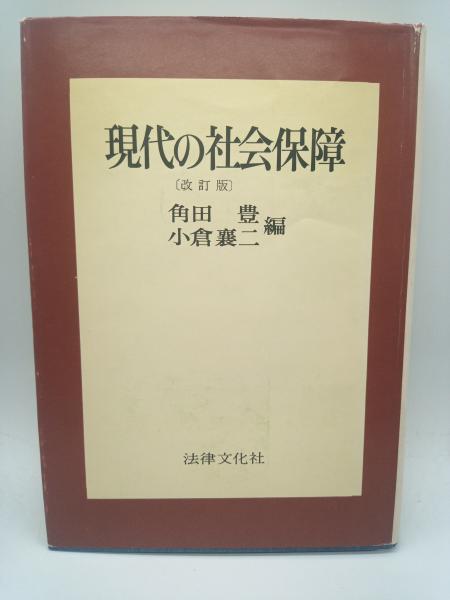 現代の社会保障
〔改訂版〕
角田 豊
小倉襄二 編
法律文化社